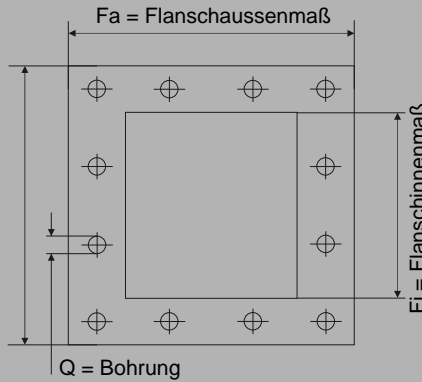 Fa = Flanschaussenmaß
Fi = Flanschinnenmaß
Q = Bohrung